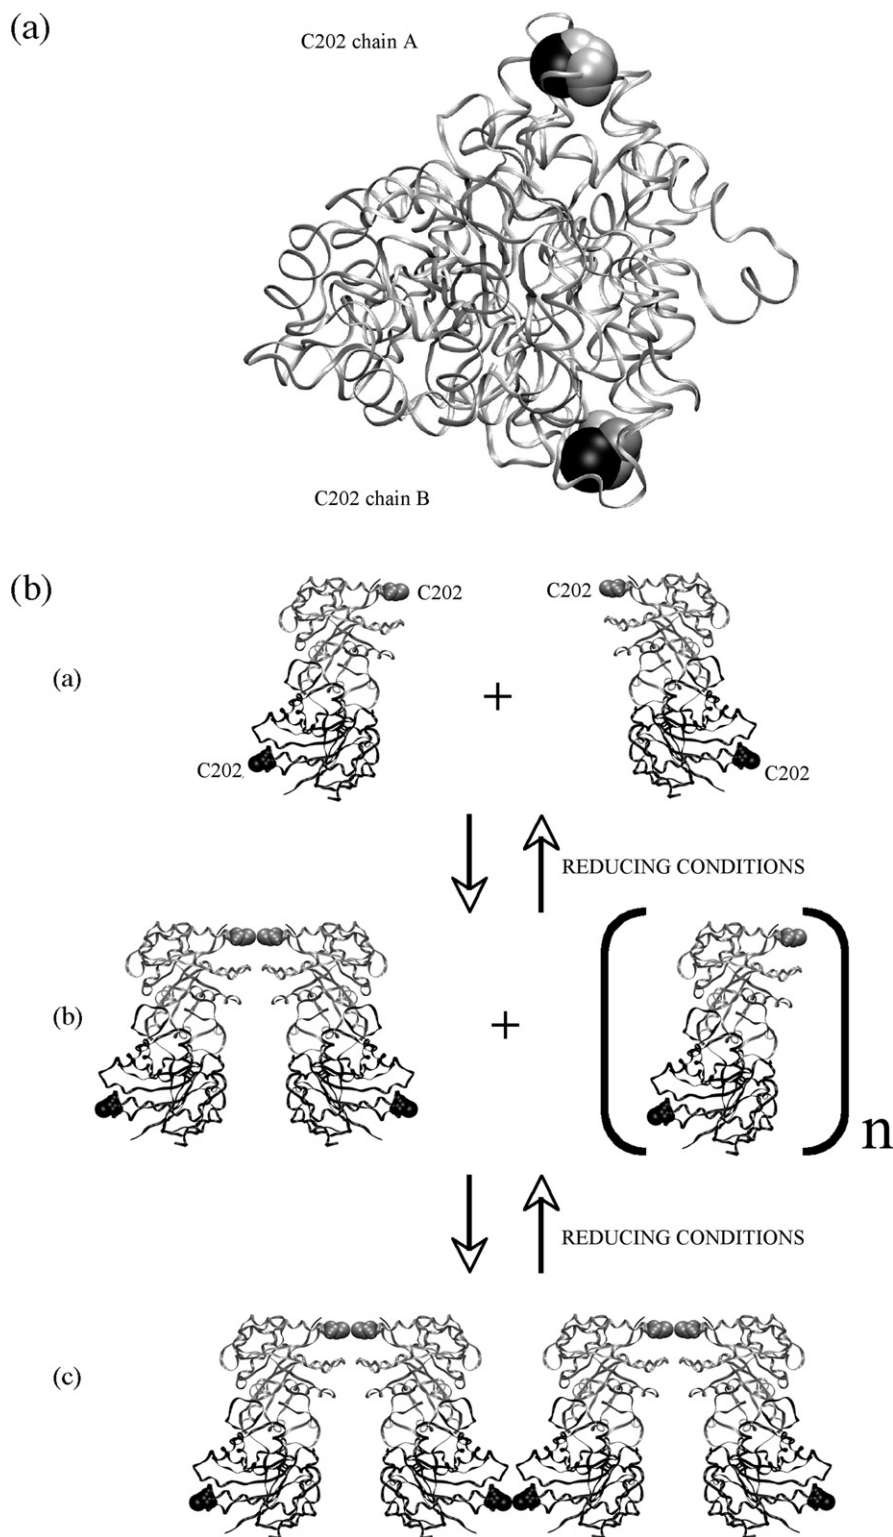 (a)
C202 chain A
C202 chain B
(b)
C202
C202
(a)
+
C202
C202
REDUCING CONDITIONS
(b)
+
n
REDUCING CONDITIONS
(c)